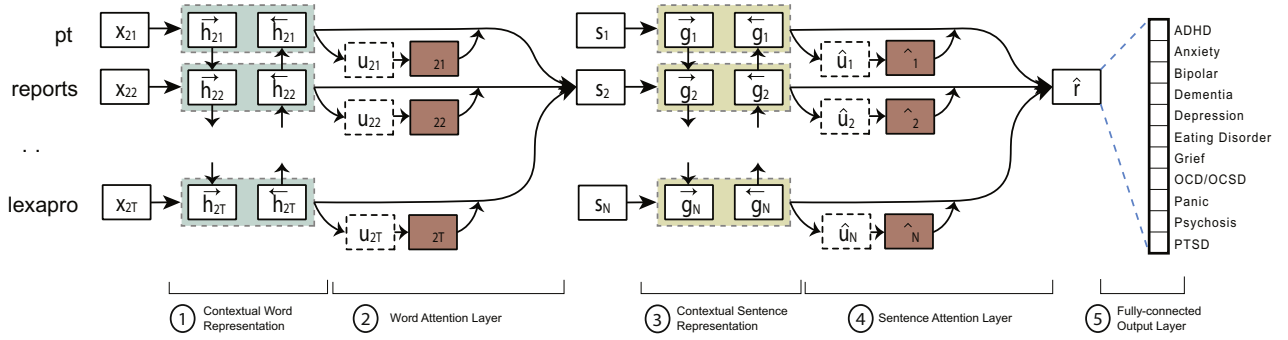 pt x21 h21 h21 u21 21 s1 g1 g1 û1 ^1
reports x22 h22 h22 u22 22 s2 g2 g2 û2 ^2 r̂
. .
lexapro x2T h2T h2T u2T 2T sN gN gN ûN ^N
ADHD
Anxiety
Bipolar
Dementia
Depression
Eating Disorder
Grief
OCD/OCSD
Panic
Psychosis
PTSD
1 Contextual Word
Representation
2 Word Attention Layer
3 Contextual Sentence
Representation
4 Sentence Attention Layer
5 Fully-connected
Output Layer